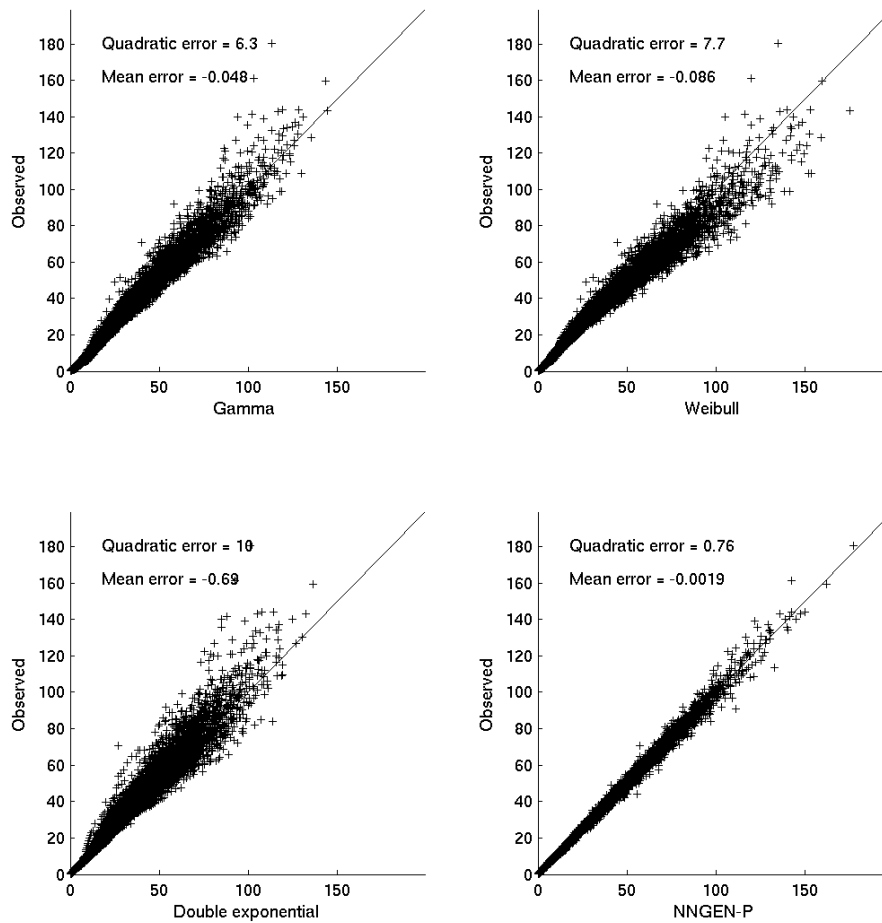 Quadratic error = 6.3
Mean error = -0.048
180
160
140
120
100
80
60
40
20
0
Observed
0 50 100 150
Gamma
Quadratic error = 7.7
Mean error = -0.086
180
160
140
120
100
80
60
40
20
0
Observed
0 50 100 150
Weibull
Quadratic error = 10
Mean error = -0.69
180
160
140
120
100
80
60
40
20
0
Observed
0 50 100 150
Double exponential
Quadratic error = 0.76
Mean error = -0.0019
180
160
140
120
100
80
60
40
20
0
Observed
0 50 100 150
NNGEN-P